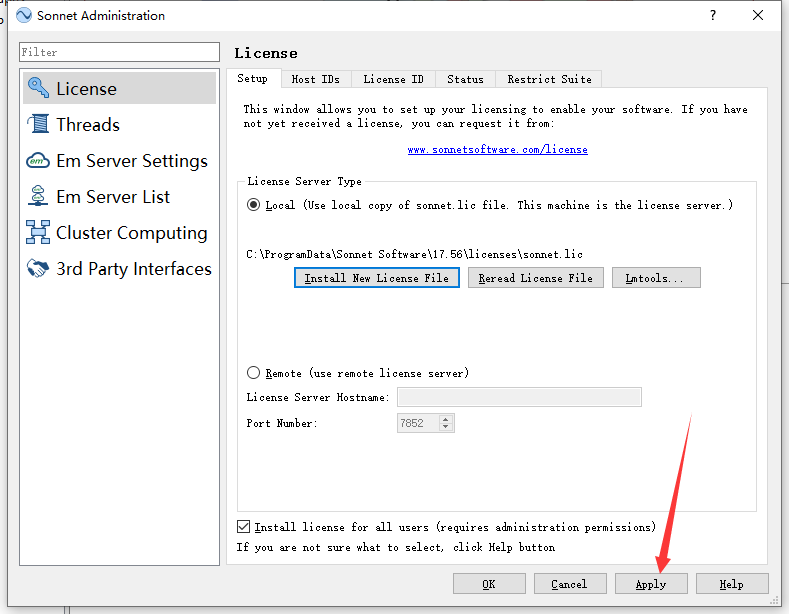 Sonnet Administration
?
Filter
License
Threads
Em Server Settings
em
Em Server List
Cluster Computing
3rd Party Interfaces
License
Setup Host IDs License ID Status Restrict Suite
This window allows you to set up your licensing to enable your software. If you have
not yet received a license, you can request it from:
www.sonnetsoftware.com/license
License Server Type
Local (Use local copy of sonnet.lic file. This machine is the license server.)
C:\ProgramData\Sonnet Software\17.56\licenses\sonnet.lic
Install New License File Reread License File Lmtools...
Remote (use remote license server)
License Server Hostname:
Port Number: 7852
Install license for all users (requires administration permissions)
If you are not sure what to select, click Help button
OK Cancel Apply Help